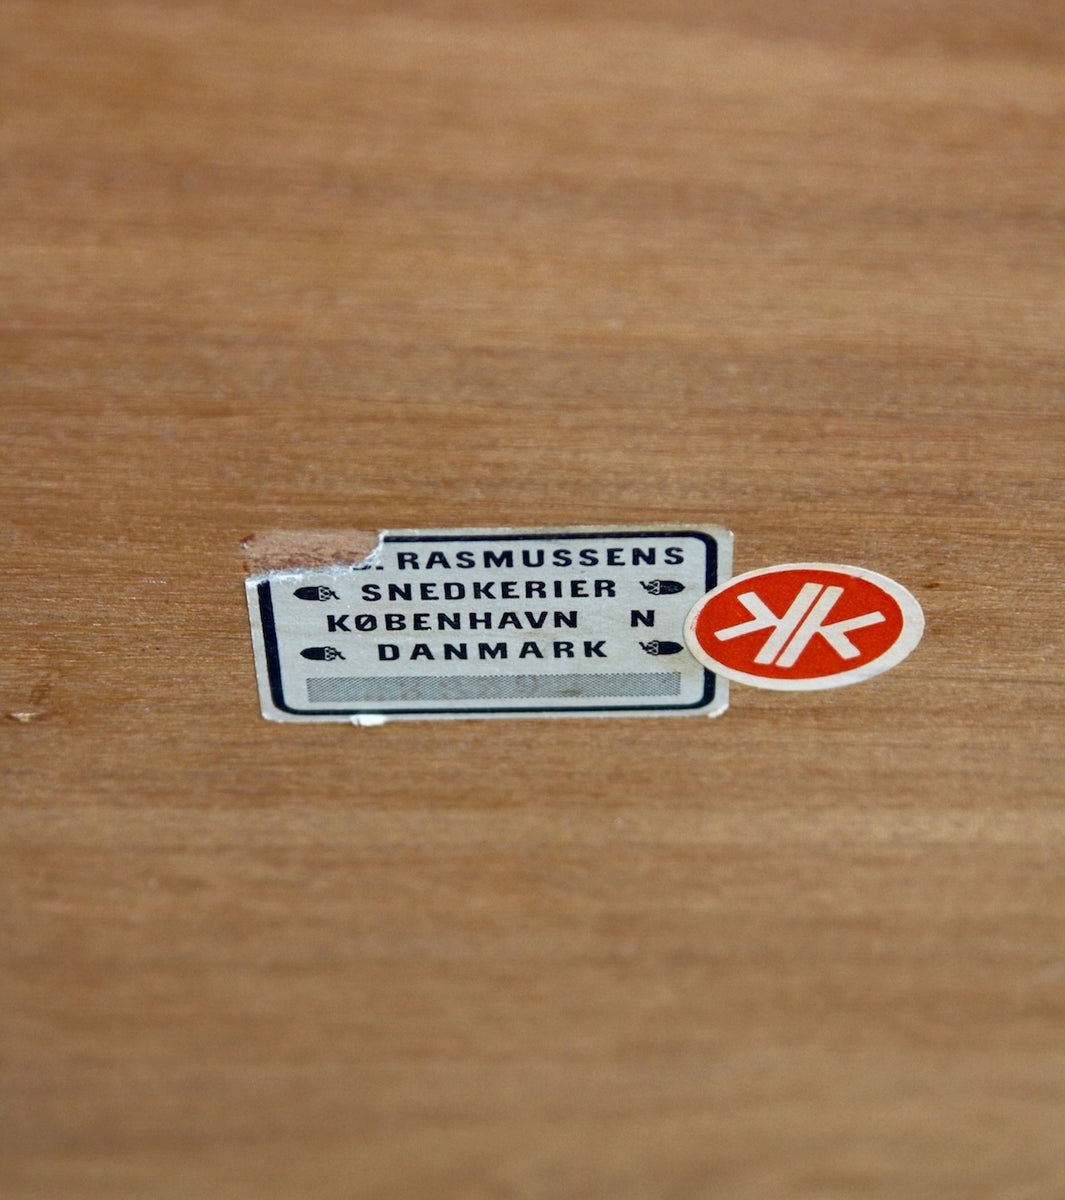 RASMUSSENS
SNEDKERIER
KØBENHAVN N
DANMARK